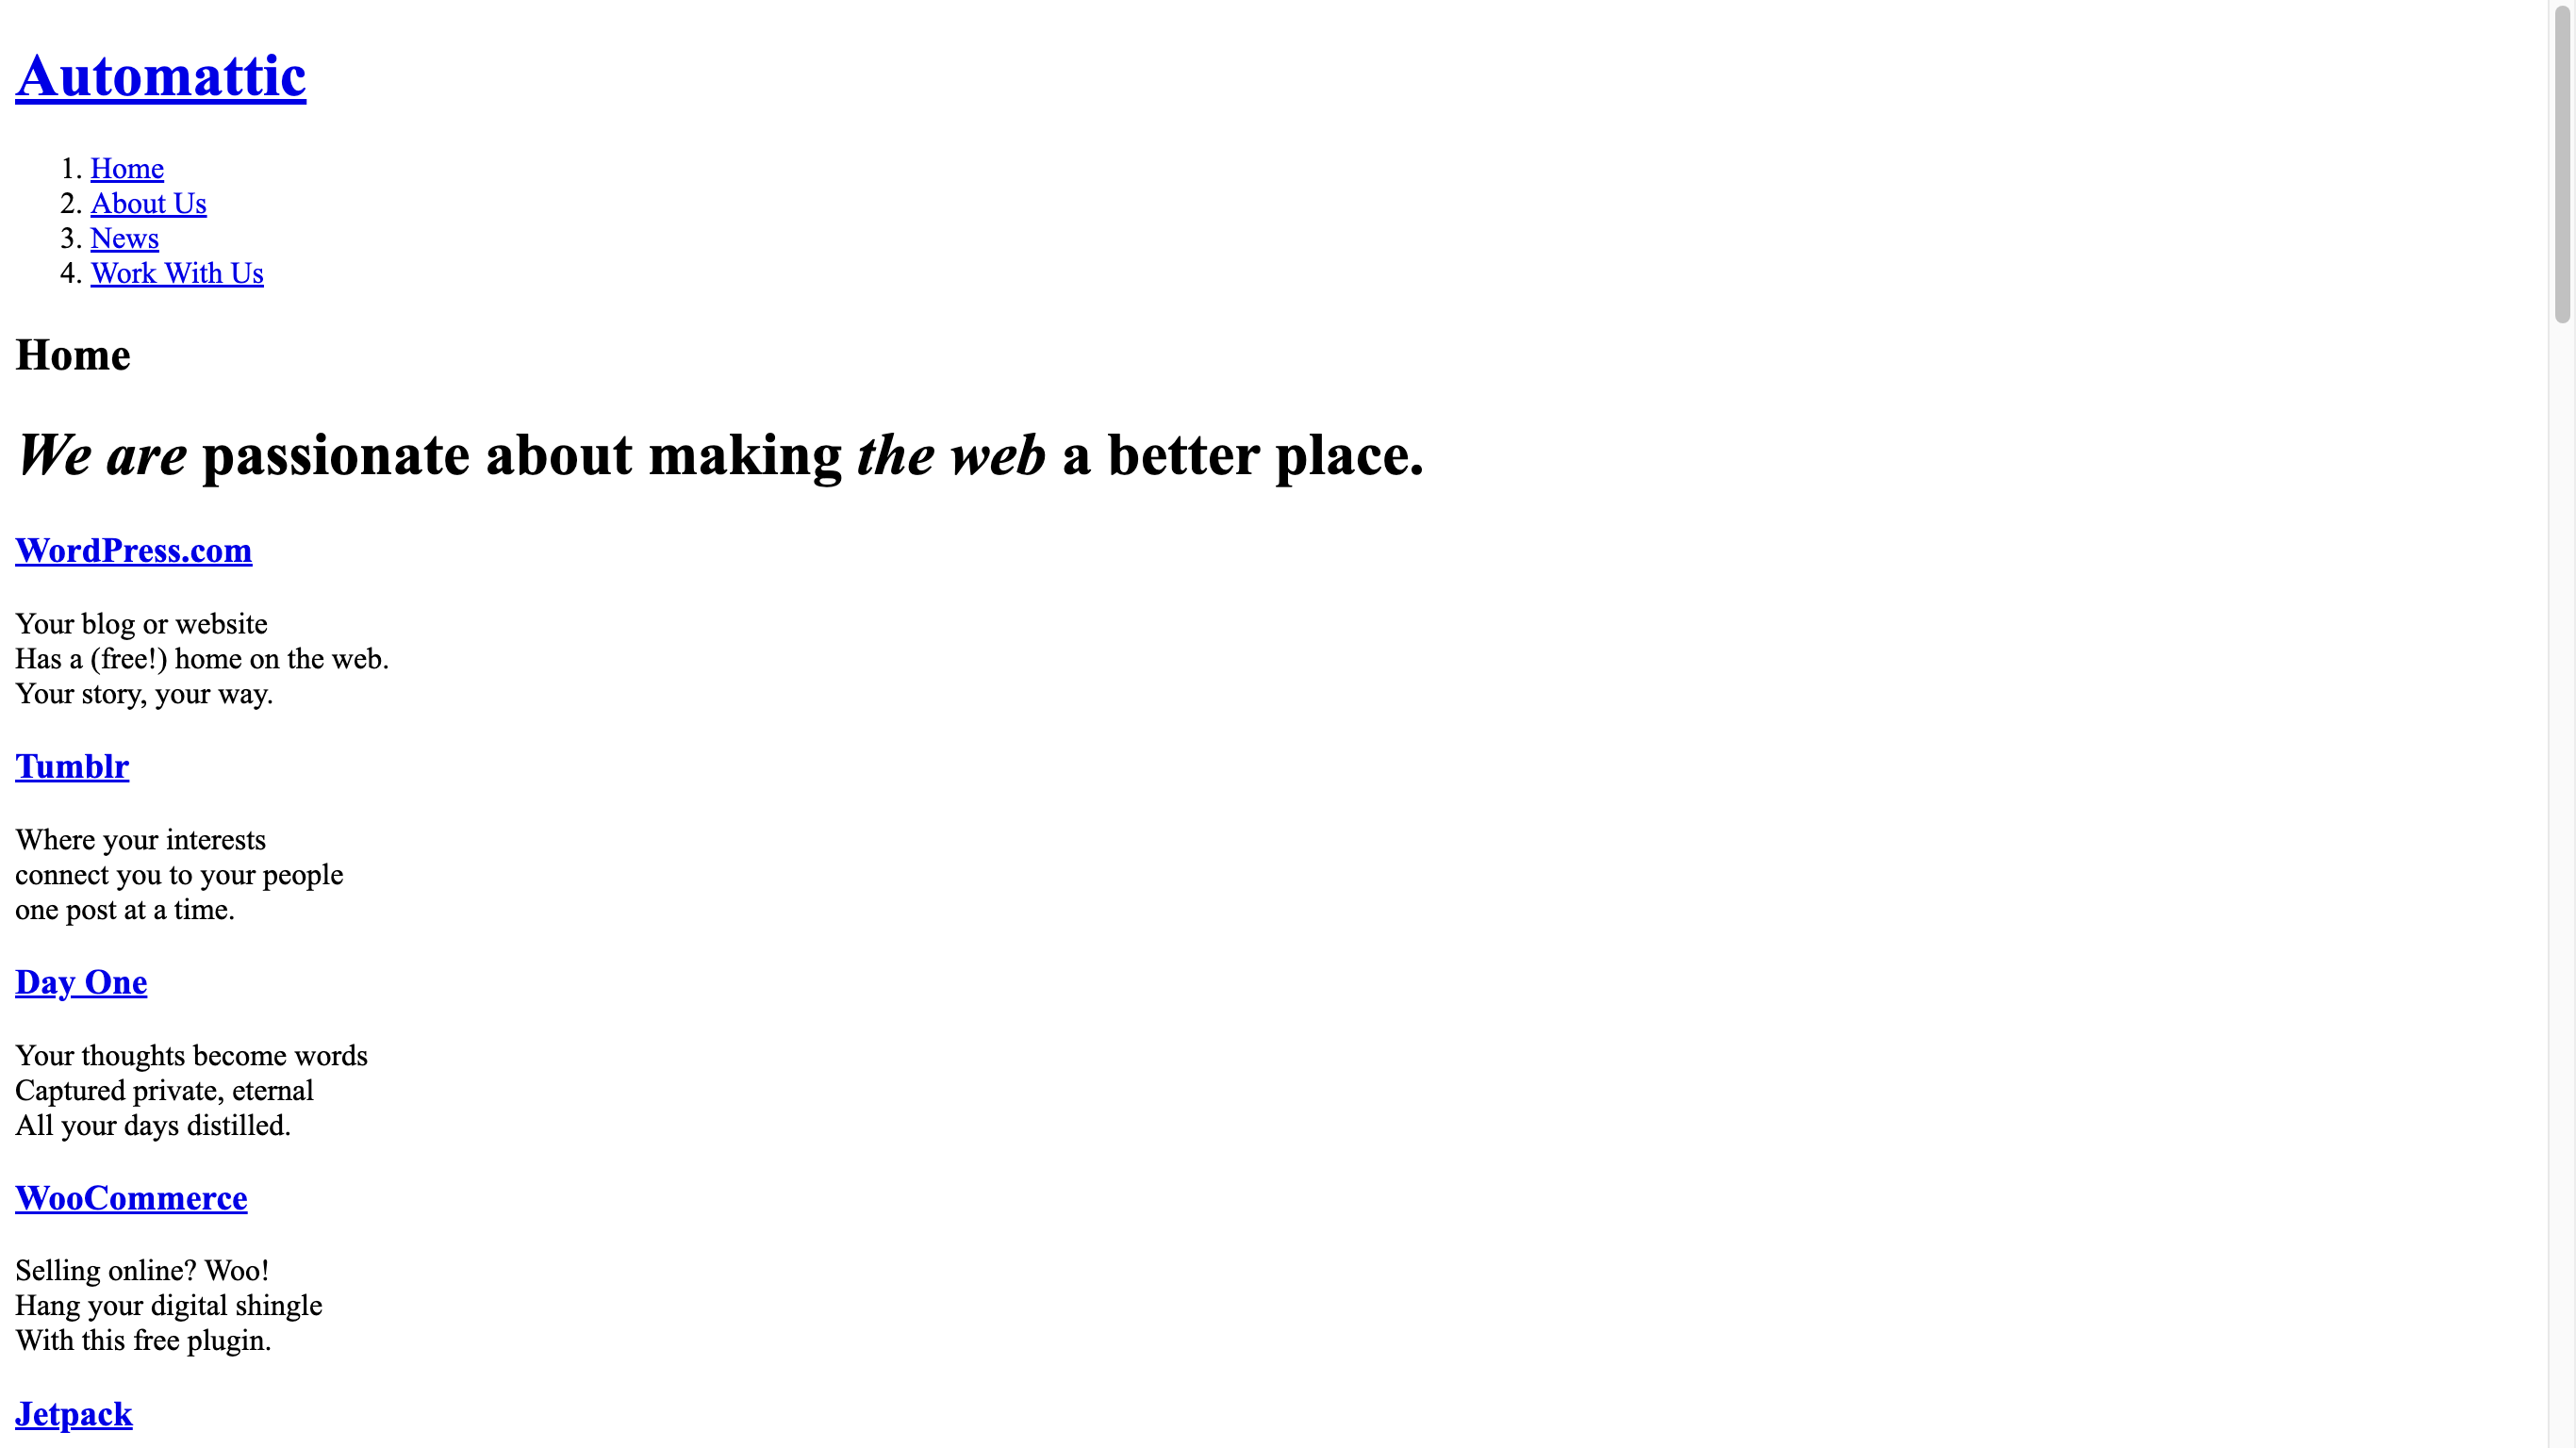 Automattic
1. Home
2. About Us
3. News
4. Work With Us
Home
We are passionate about making the web a better place.
WordPress.com
Your blog or website
Has a (free!) home on the web.
Your story, your way.
Tumblr
Where your interests
connect you to your people
one post at a time.
Day One
Your thoughts become words
Captured private, eternal
All your days distilled.
WooCommerce
Selling online? Woo!
Hang your digital shingle
With this free plugin.
Jetpack